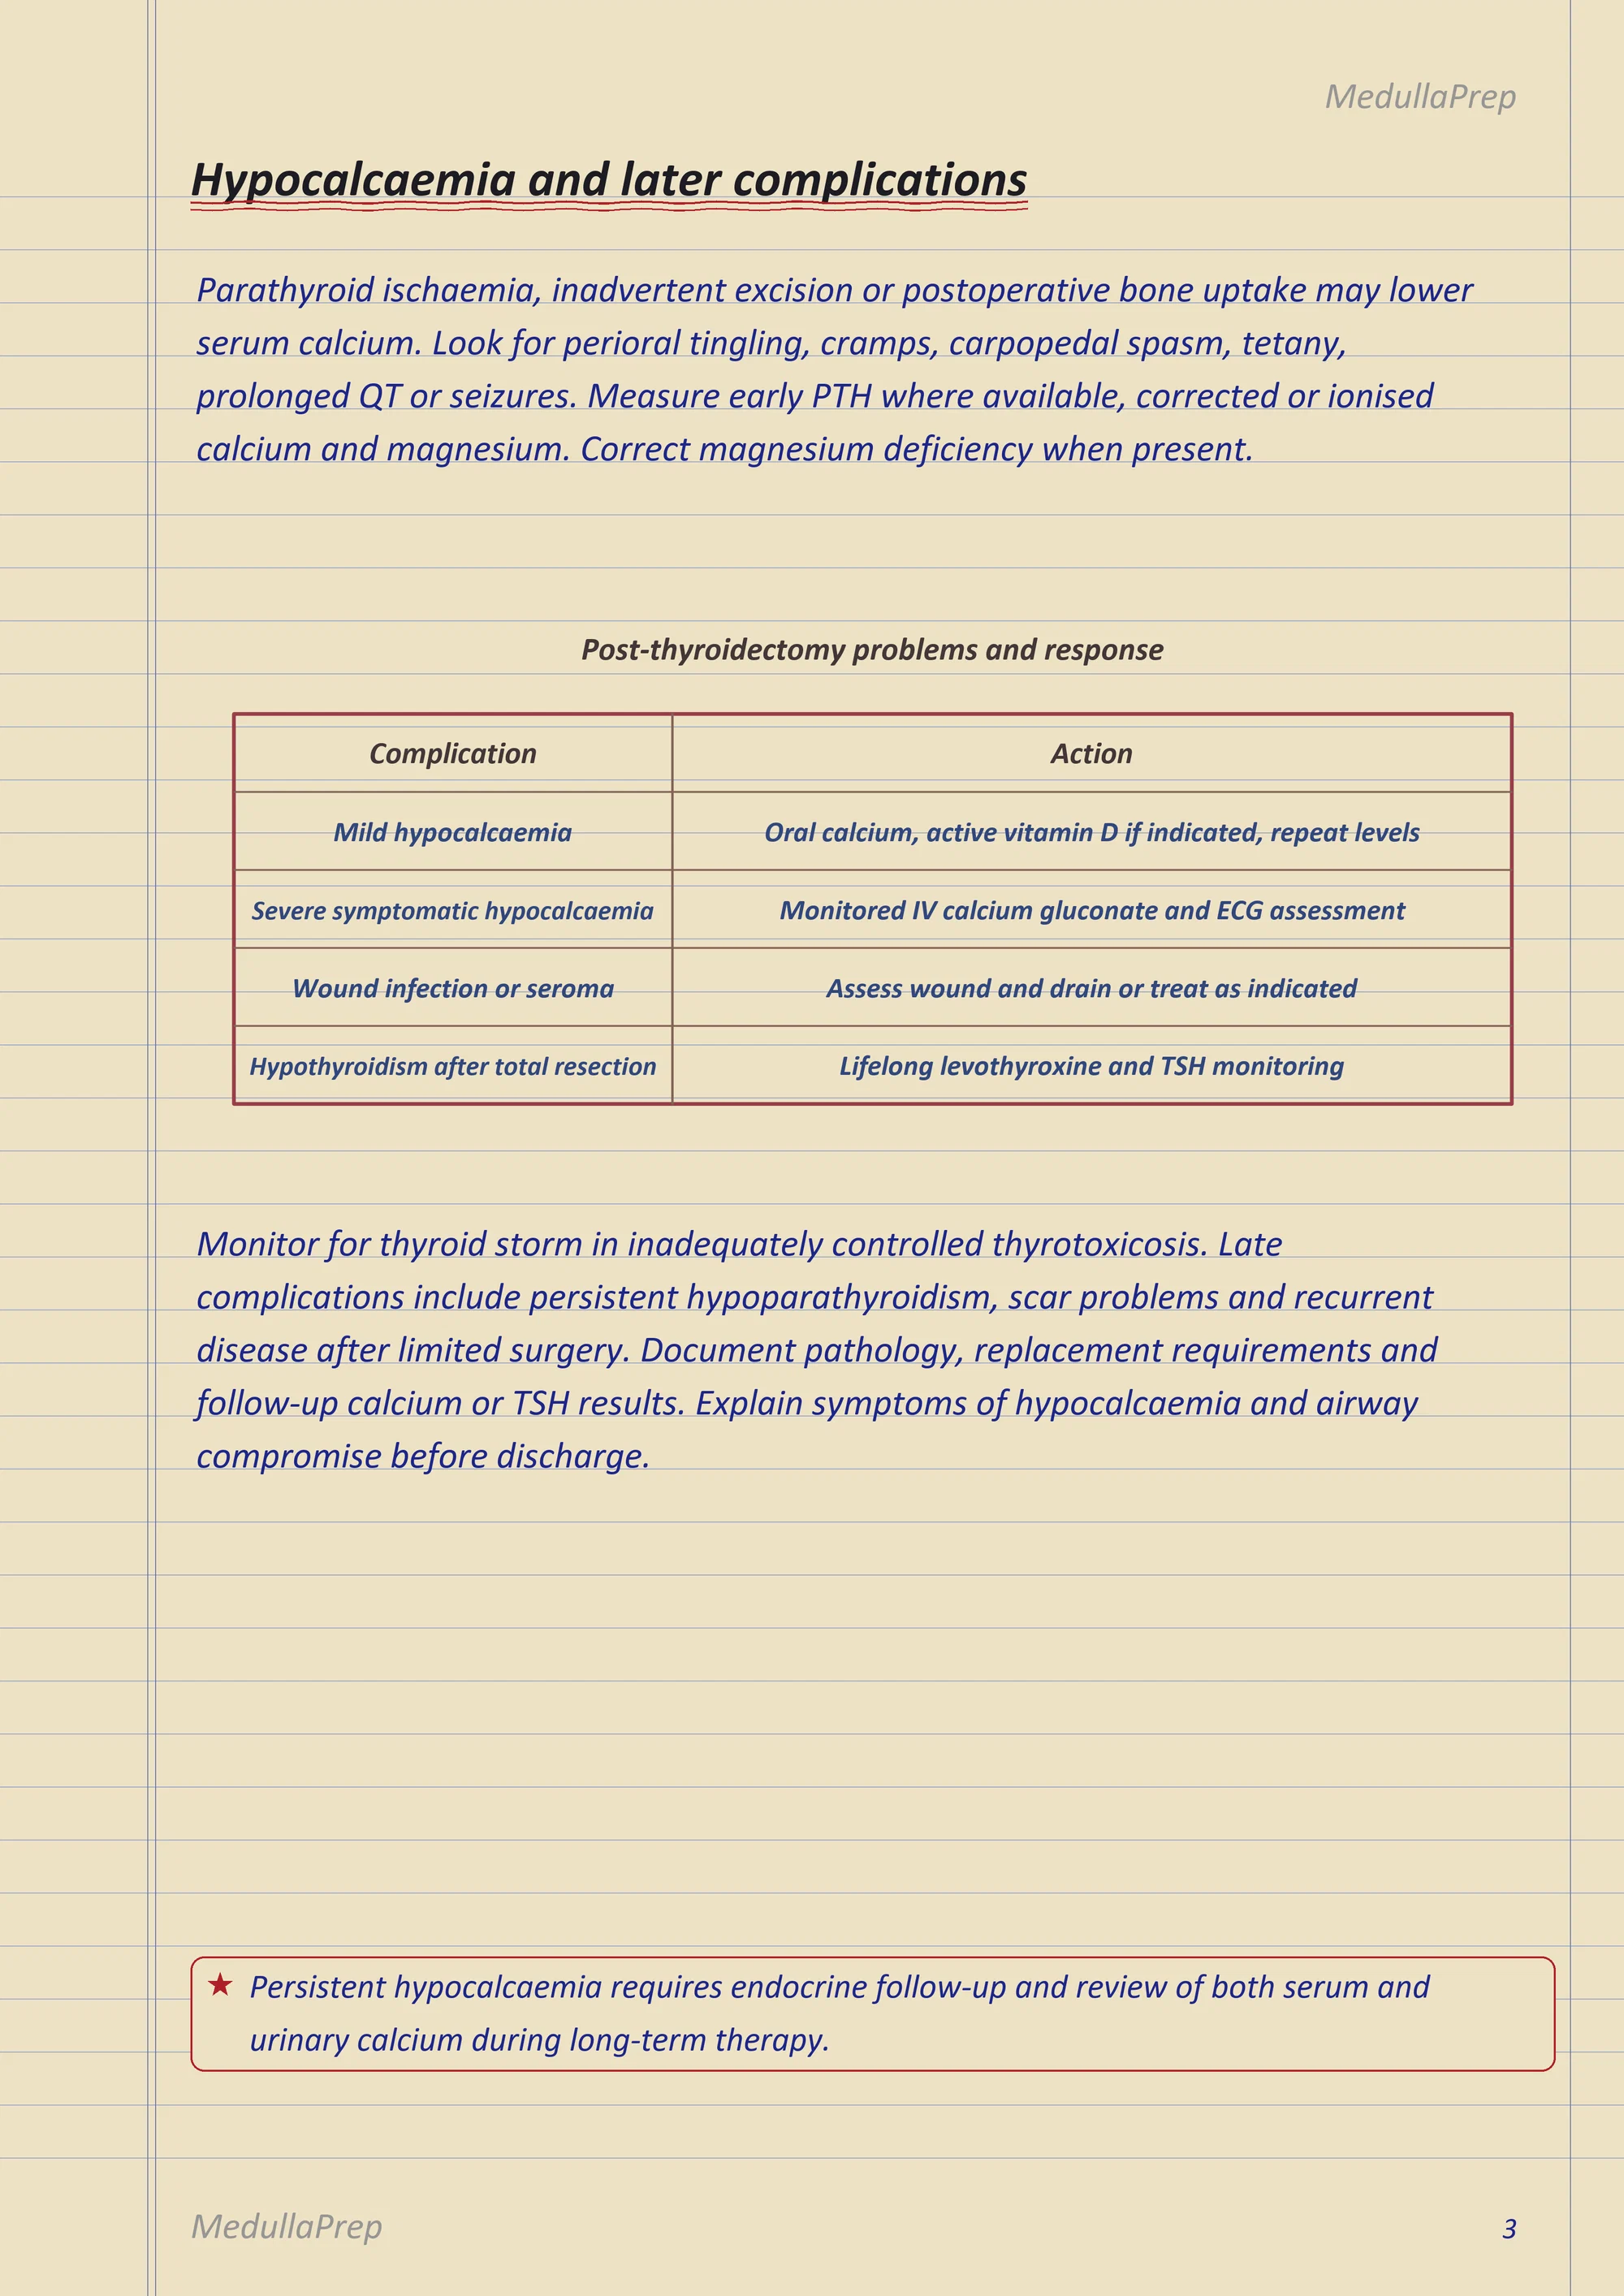 MedullaPrep
Hypocalcaemia and later complications
Parathyroid ischaemia, inadvertent excision or postoperative bone uptake may lower
serum calcium. Look for perioral tingling, cramps, carpopedal spasm, tetany,
prolonged QT or seizures. Measure early PTH where available, corrected or ionised
calcium and magnesium. Correct magnesium deficiency when present.
Post-thyroidectomy problems and response
Complication Action
Mild hypocalcaemia Oral calcium, active vitamin D if indicated, repeat levels
Severe symptomatic hypocalcaemia Monitored IV calcium gluconate and ECG assessment
Wound infection or seroma Assess wound and drain or treat as indicated
Hypothyroidism after total resection Lifelong levothyroxine and TSH monitoring
Monitor for thyroid storm in inadequately controlled thyrotoxicosis. Late
complications include persistent hypoparathyroidism, scar problems and recurrent
disease after limited surgery. Document pathology, replacement requirements and
follow-up calcium or TSH results. Explain symptoms of hypocalcaemia and airway
compromise before discharge.
★ Persistent hypocalcaemia requires endocrine follow-up and review of both serum and
urinary calcium during long-term therapy.
MedullaPrep 3